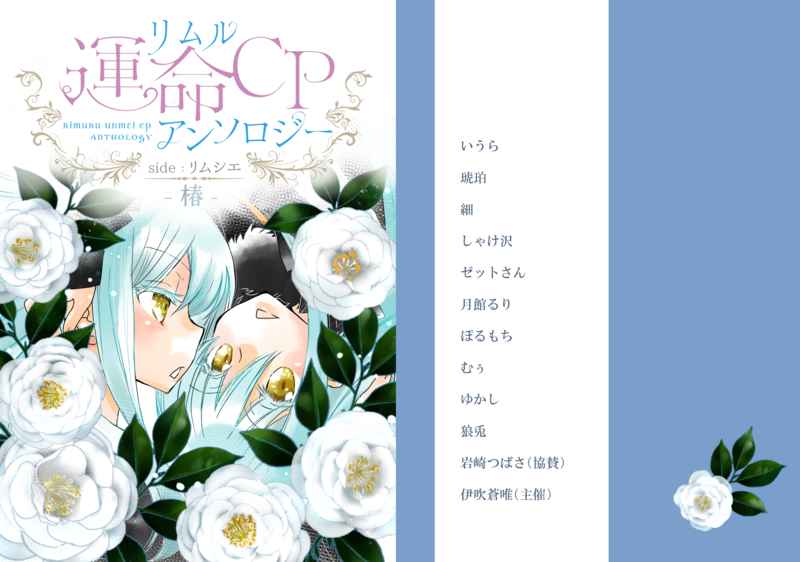 リムル
運命CP
RIMURU UNMEI CP
ANTHOLOGY
アンソロジー
side : リムシエ
- 椿 -
いうら
琥珀
細
しゃけ沢
ゼットさん
月館るり
ぽるもち
むぅ
ゆかし
狼兎
岩崎つばさ（協賛）
伊吹蒼唯（主催）